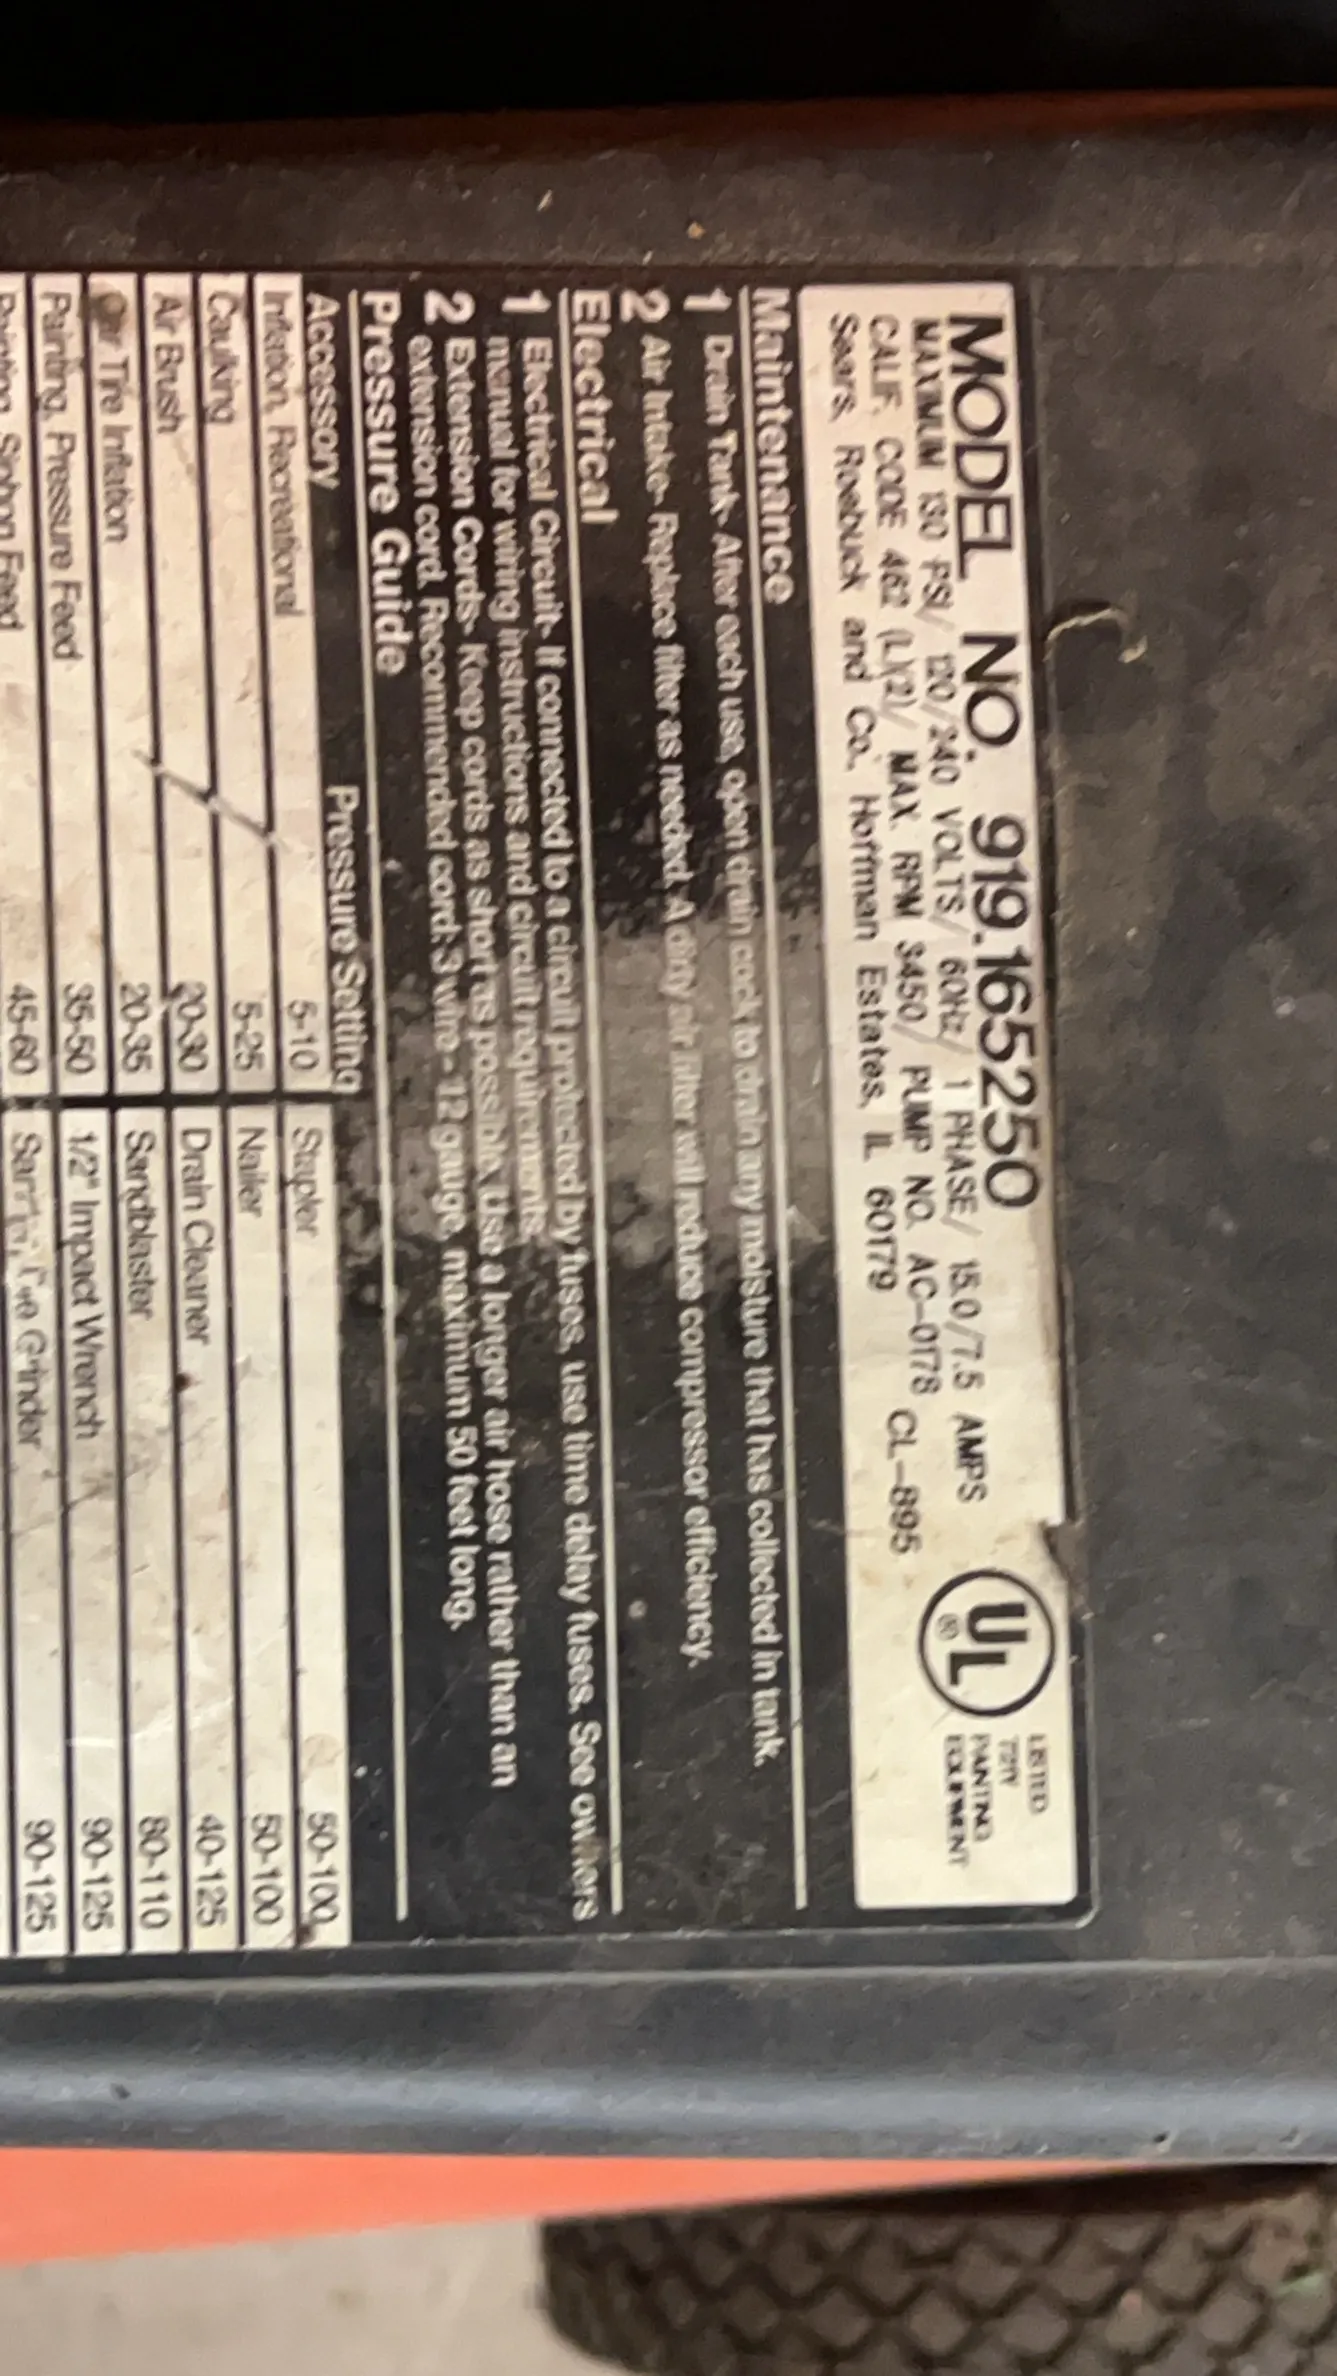 MODEL NO. 919.165250
MAXIMUM 130 PSI/ 120/240 VOLTS/ 60Hz/ 1 PHASE/ 15.0/7.5 AMPS
CALIF. CODE 462 (L)(2)/ MAX. RPM 3450/ PUMP NO. AC-0178
Sears, Roebuck and Co., Hoffman Estates, IL 60179 CL-895
UL
®
LISTED
PAINTING
EQUIPMENT
Maintenance
1 Drain Tank- After each use, open drain cock to drain any moisture that has collected in tank.
2 Air Intake- Replace filter as needed. A dirty air filter will reduce compressor efficiency.
Electrical
1 Electrical Circuit- If connected to a circuit protected by fuses, use time delay fuses. See owners
manual for wiring instructions and circuit requirements.
2 Extension Cords- Keep cords as short as possible. Use a longer air hose rather than an
extension cord. Recommended cord: 3 wire - 12 gauge, maximum 50 feet long.
Pressure Guide
Accessory Pressure Setting
Inflation, Recreational 5-10 Stapler 50-100
Caulking 5-25 Nailer 50-100
Air Brush 20-30 Drain Cleaner 40-125
Tire Inflation 20-35 Sandblaster 80-110
Painting, Pressure Feed 35-50 1/2" Impact Wrench 90-125
Painting, Siphon Feed 45-60 Grinder 90-125